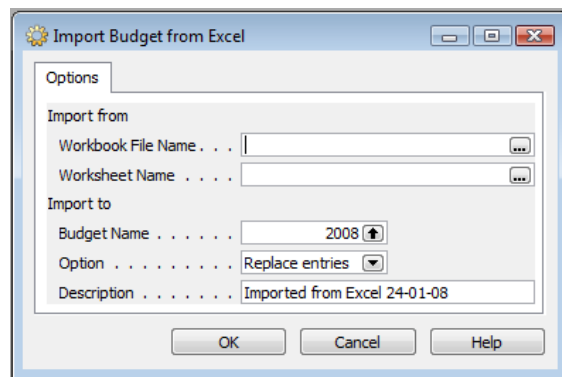 Import Budget from Excel
Options
Import from
Workbook File Name . . .
Worksheet Name . . . .
Import to
Budget Name . . . . . . 2008
Option . . . . . . . . . Replace entries
Description . . . . . . . Imported from Excel 24-01-08
OK Cancel Help